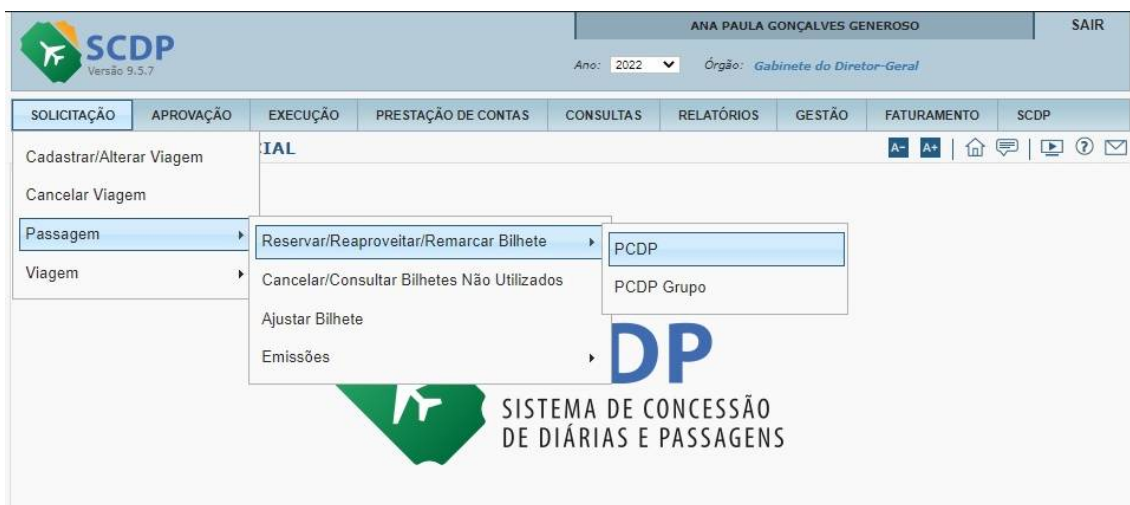 SCDP
Versão 9.5.7
ANA PAULA GONÇALVES GENEROSO
SAIR
Ano: 2022 Órgão: Gabinete do Diretor-Geral
SOLICITAÇÃO APROVAÇÃO EXECUÇÃO PRESTAÇÃO DE CONTAS CONSULTAS RELATÓRIOS GESTÃO FATURAMENTO SCDP
CIAL A- A+
Cadastrar/Alterar Viagem
Cancelar Viagem
Passagem
Viagem
Reservar/Reaproveitar/Remarcar Bilhete
Cancelar/Consultar Bilhetes Não Utilizados
Ajustar Bilhete
Emissões
PCDP
PCDP Grupo
DP
SISTEMA DE CONCESSÃO
DE DIÁRIAS E PASSAGENS